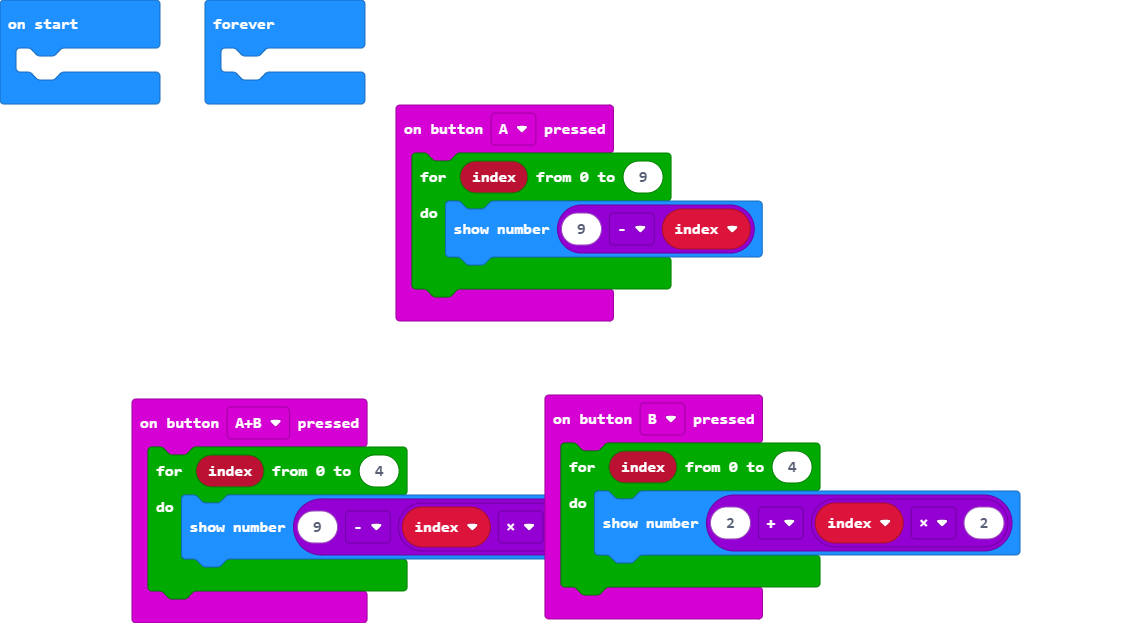 on start
forever
on button A pressed
for index from 0 to 9
do
show number 9 - index
on button A+B pressed
for index from 0 to 4
do
show number 9 - index ×
on button B pressed
for index from 0 to 4
do
show number 2 + index × 2